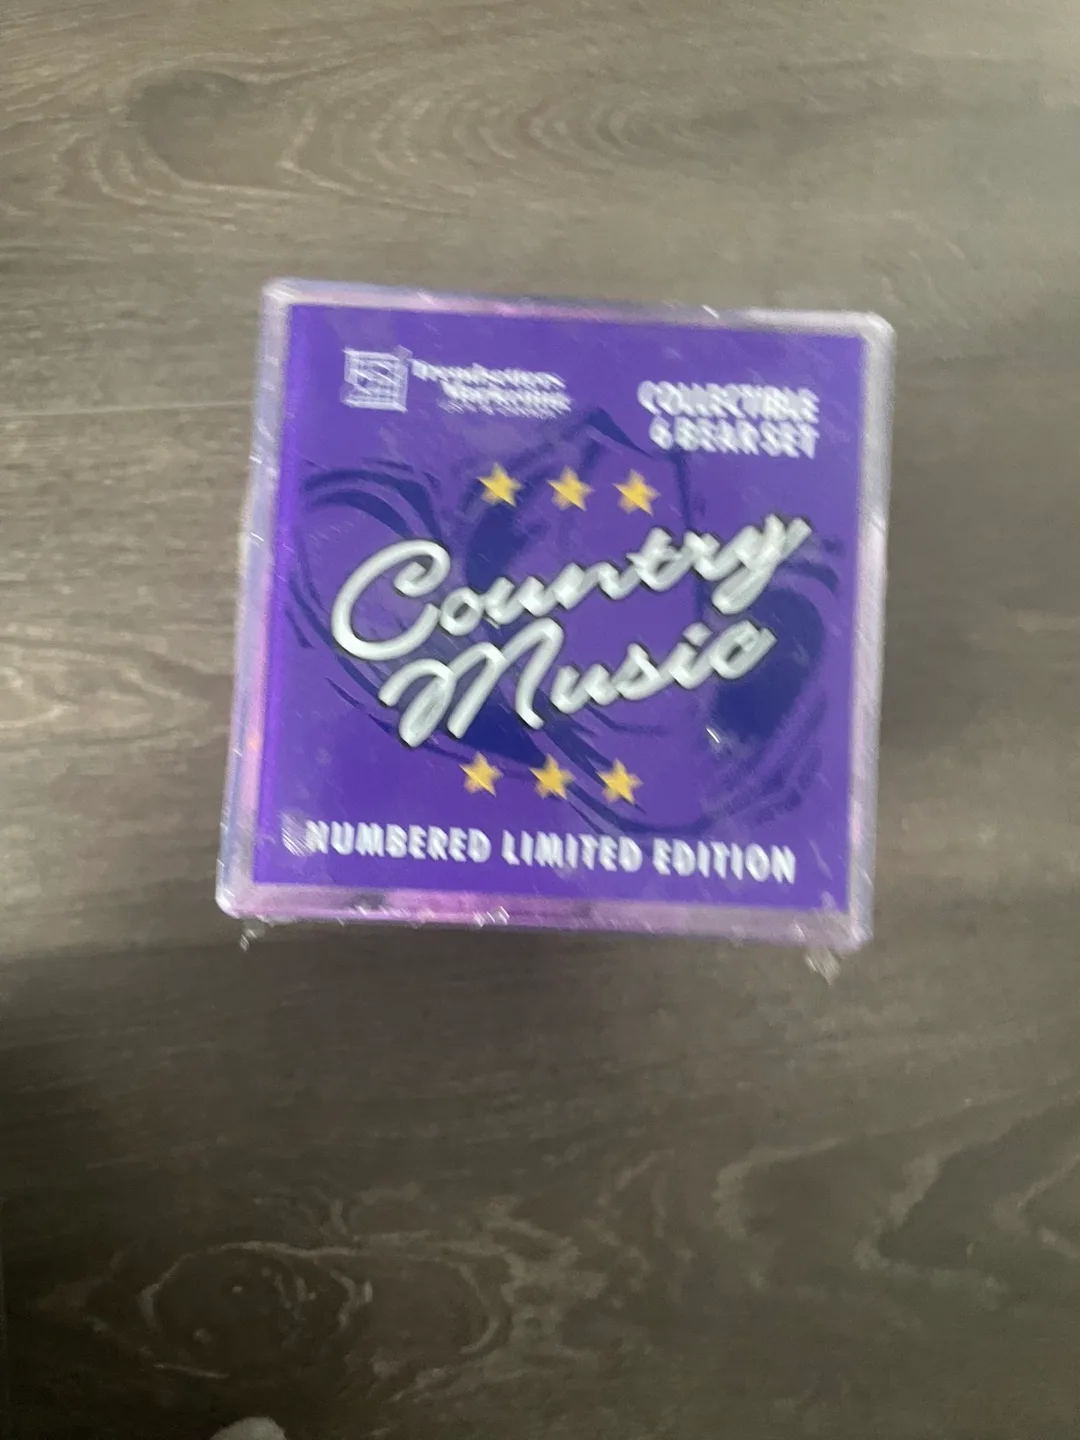 COLLECTIBLE
6 BEAR SET
Country
Music
NUMBERED LIMITED EDITION